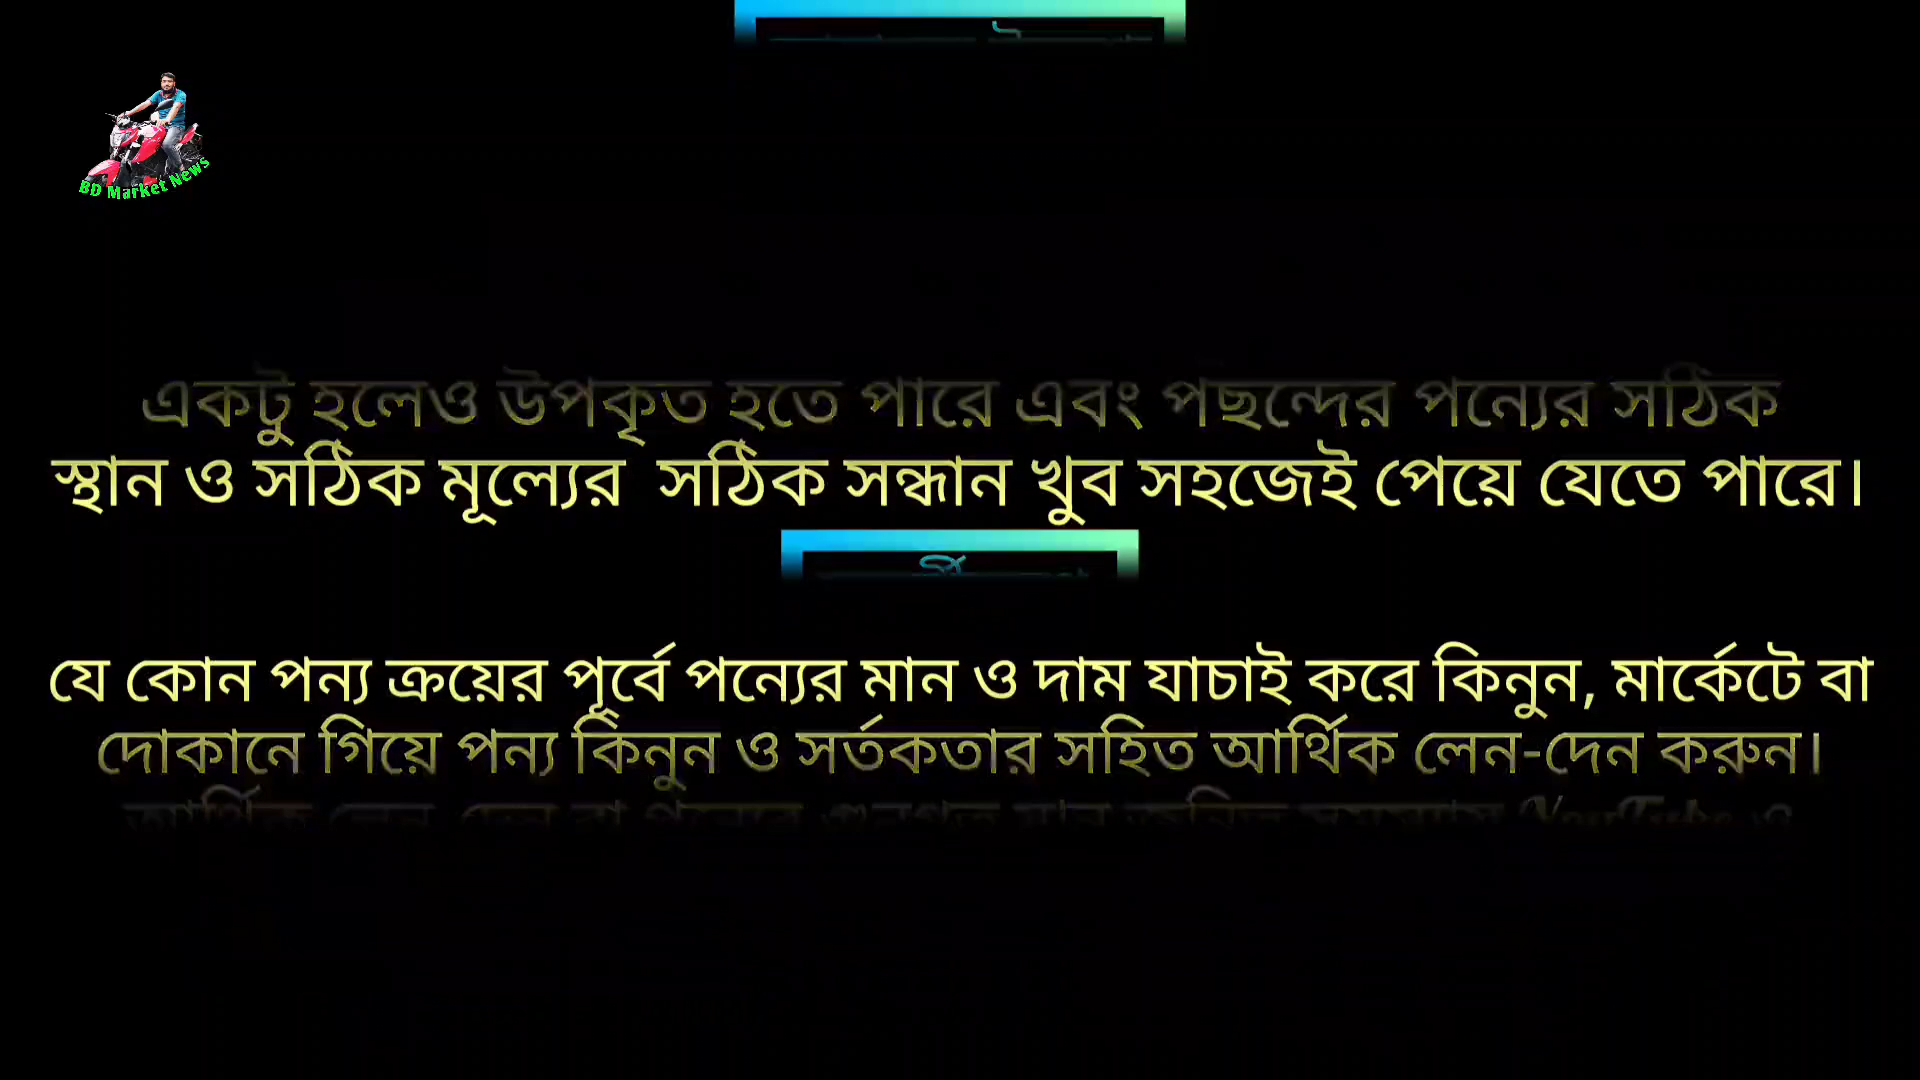 BD Market News
একটু হলেও উপকৃত হতে পারে এবং পছন্দের পন্যের সঠিক
স্থান ও সঠিক মূল্যের সঠিক সন্ধান খুব সহজেই পেয়ে যেতে পারে।
যে কোন পন্য ক্রয়ের পূর্বে পন্যের মান ও দাম যাচাই করে কিনুন, মার্কেটে বা
দোকানে গিয়ে পন্য কিনুন ও সর্তকতার সহিত আর্থিক লেন-দেন করুন।